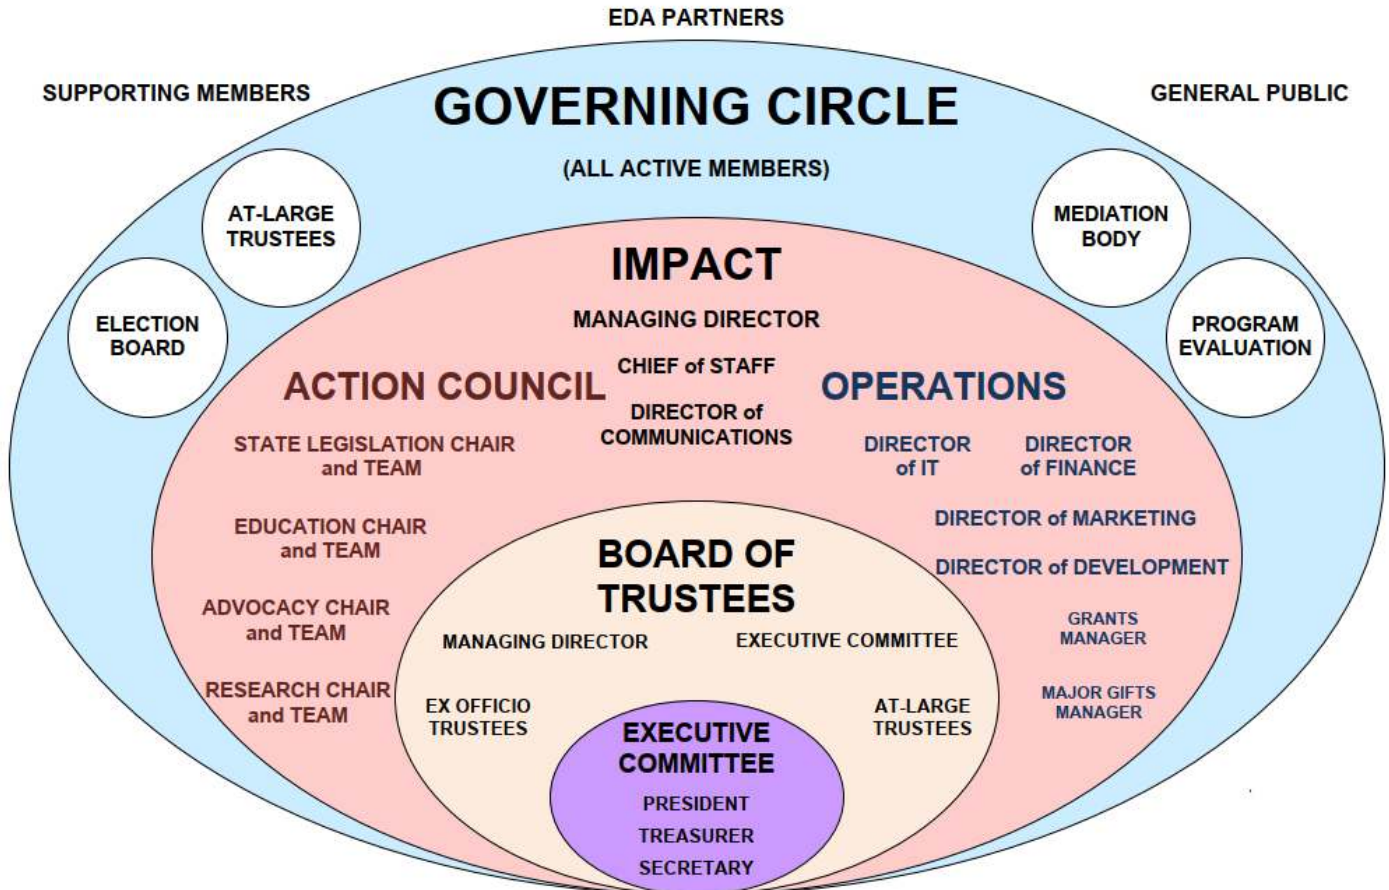 EDA PARTNERS
SUPPORTING MEMBERS
GENERAL PUBLIC
GOVERNING CIRCLE
(ALL ACTIVE MEMBERS)
AT-LARGE
TRUSTEES
MEDIATION
BODY
ELECTION
BOARD
PROGRAM
EVALUATION
IMPACT
MANAGING DIRECTOR
CHIEF of STAFF
DIRECTOR of
COMMUNICATIONS
ACTION COUNCIL
STATE LEGISLATION CHAIR
and TEAM
EDUCATION CHAIR
and TEAM
ADVOCACY CHAIR
and TEAM
RESEARCH CHAIR
and TEAM
OPERATIONS
DIRECTOR
of IT
DIRECTOR
of FINANCE
DIRECTOR of MARKETING
DIRECTOR of DEVELOPMENT
GRANTS
MANAGER
MAJOR GIFTS
MANAGER
BOARD OF
TRUSTEES
MANAGING DIRECTOR
EXECUTIVE COMMITTEE
EX OFFICIO
TRUSTEES
AT-LARGE
TRUSTEES
EXECUTIVE
COMMITTEE
PRESIDENT
TREASURER
SECRETARY